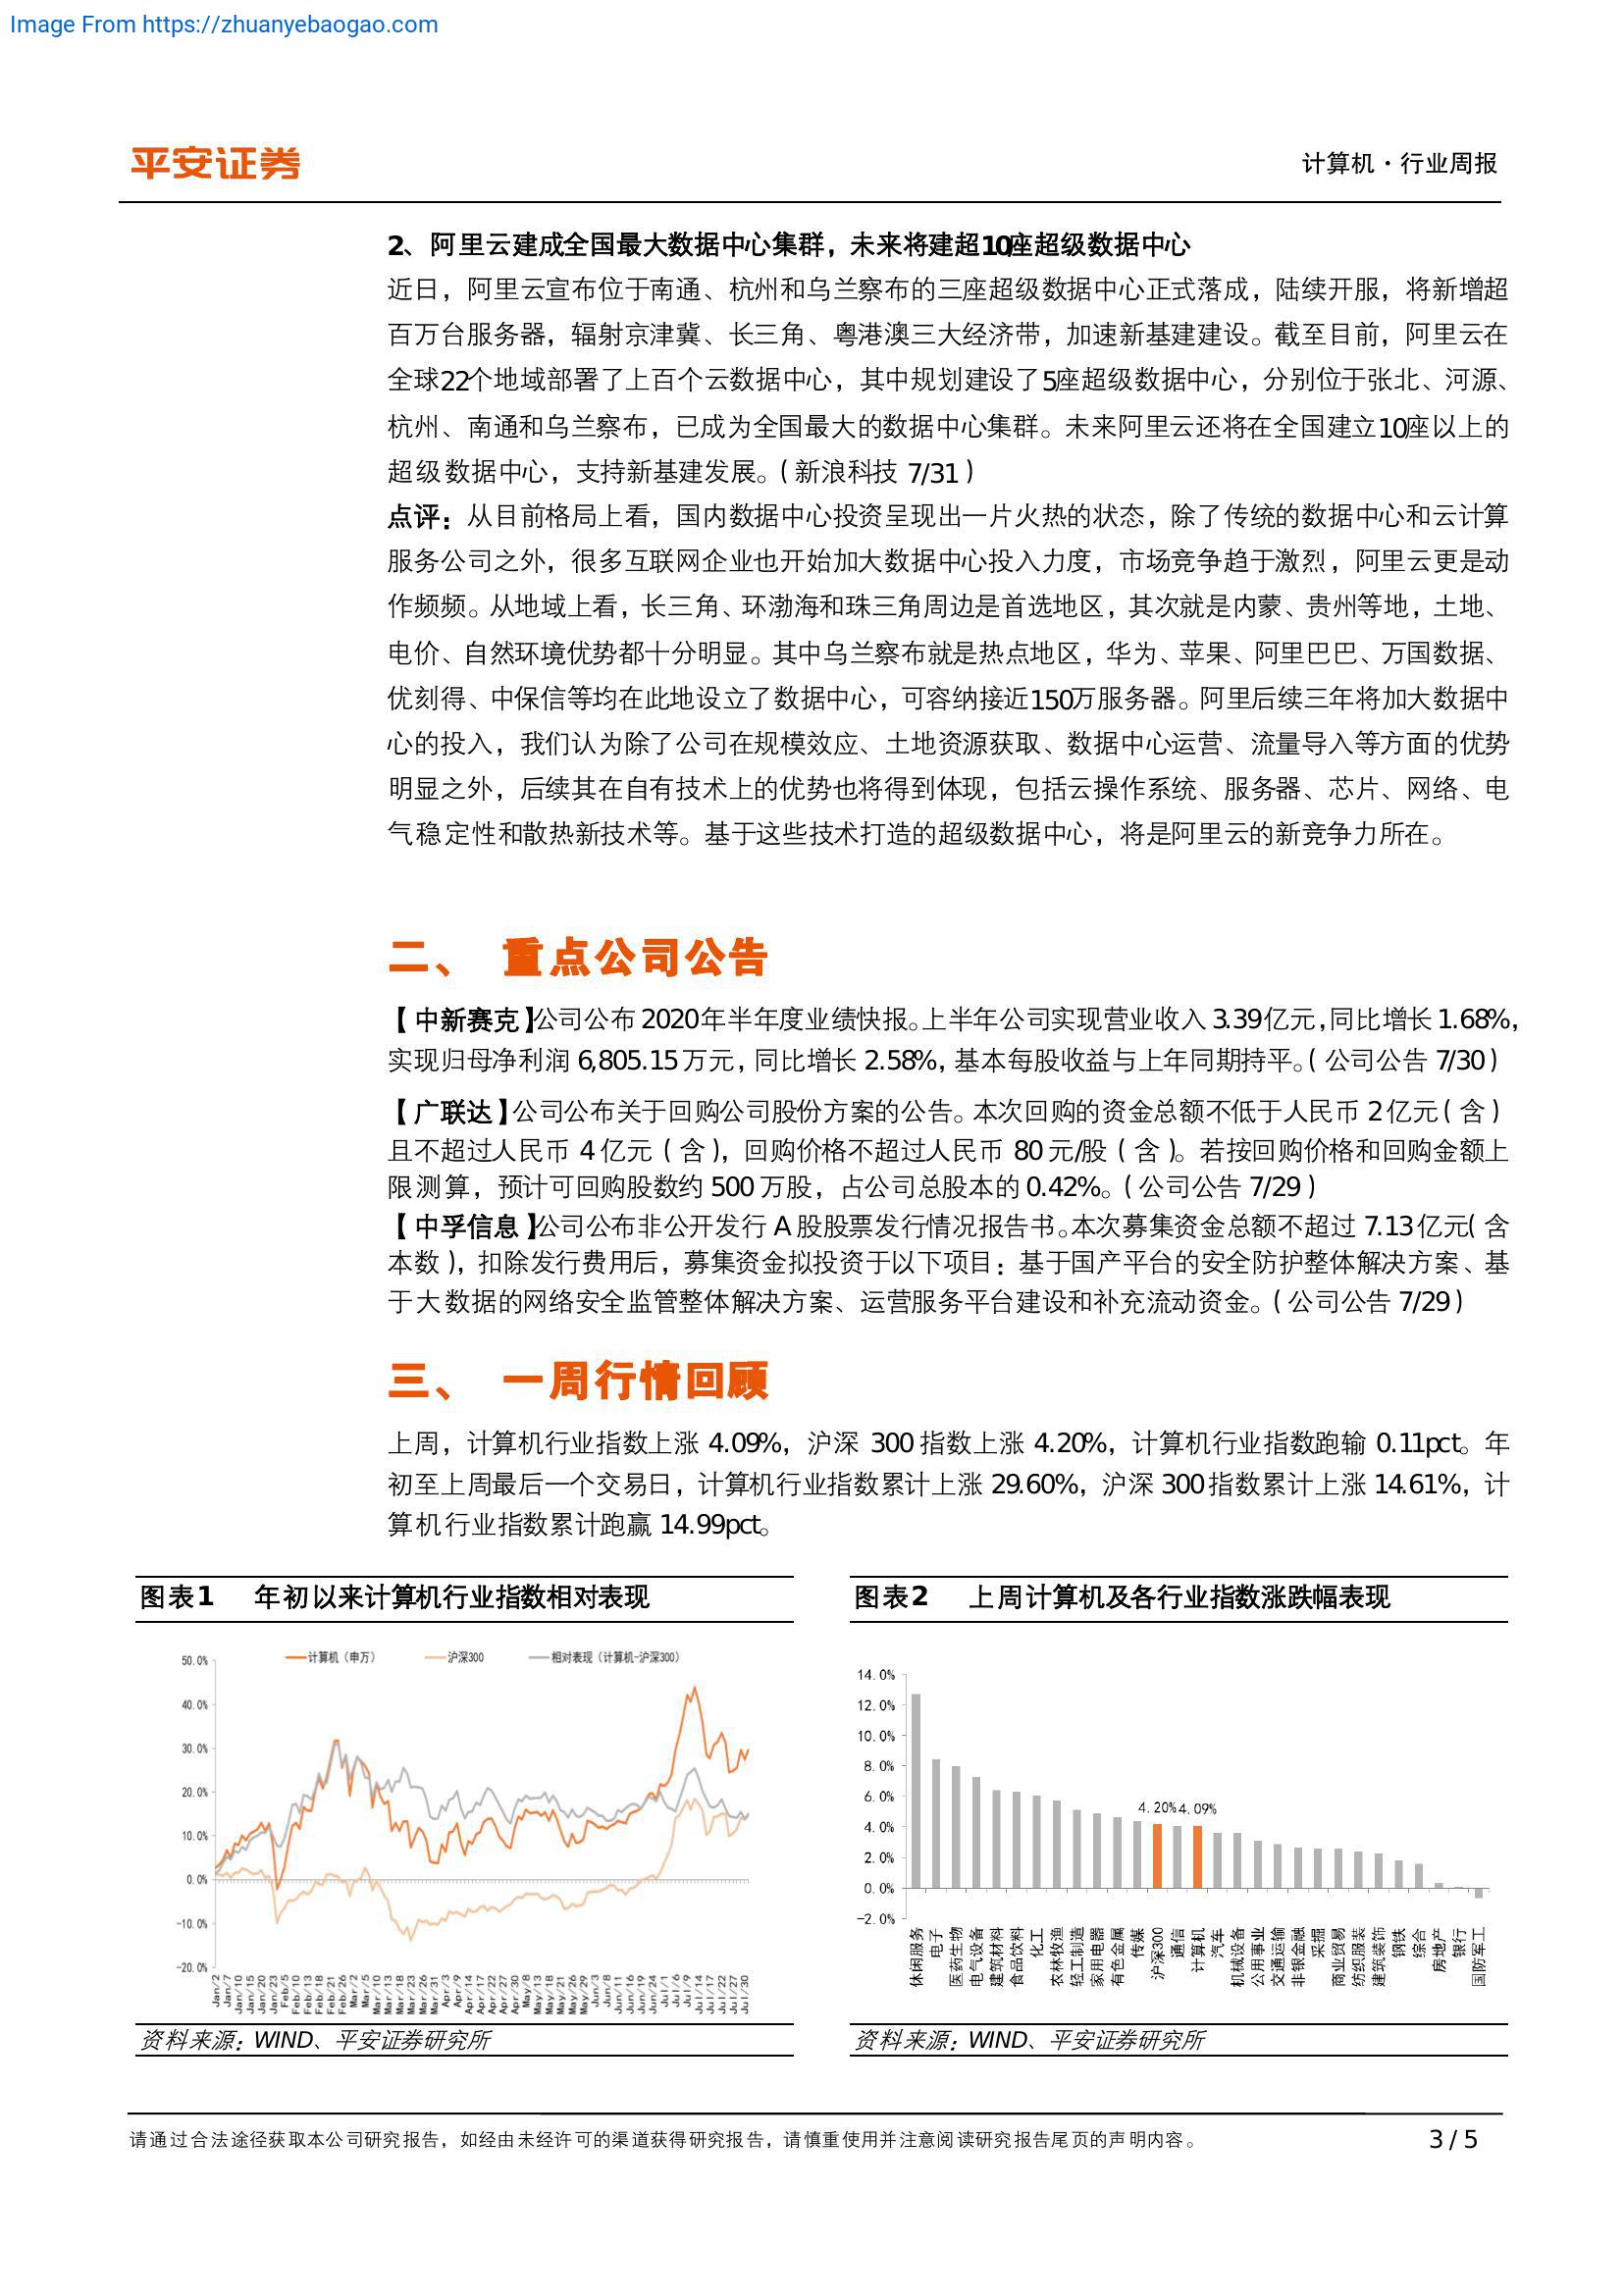 Image From https://zhuanyebaogao.com
平安证券
计算机·行业周报
2、阿里云建成全国最大数据中心集群，未来将建超10座超级数据中心
近日，阿里云宣布位于南通、杭州和乌兰察布的三座超级数据中心正式落成，陆续开服，将新增超
百万台服务器，辐射京津冀、长三角、粤港澳三大经济带，加速新基建建设。截至目前，阿里云在
全球22个地域部署了上百个云数据中心，其中规划建设了5座超级数据中心，分别位于张北、河源、
杭州、南通和乌兰察布，已成为全国最大的数据中心集群。未来阿里云还将在全国建立10座以上的
超级数据中心，支持新基建发展。（新浪科技 7/31）
点评：从目前格局上看，国内数据中心投资呈现出一片火热的状态，除了传统的数据中心和云计算
服务公司之外，很多互联网企业也开始加大数据中心投入力度，市场竞争趋于激烈，阿里云更是动
作频频。从地域上看，长三角、环渤海和珠三角周边是首选地区，其次就是内蒙、贵州等地，土地、
电价、自然环境优势都十分明显。其中乌兰察布就是热点地区，华为、苹果、阿里巴巴、万国数据、
优刻得、中保信等均在此地设立了数据中心，可容纳接近150万服务器。阿里后续三年将加大数据中
心的投入，我们认为除了公司在规模效应、土地资源获取、数据中心运营、流量导入等方面的优势
明显之外，后续其在自有技术上的优势也将得到体现，包括云操作系统、服务器、芯片、网络、电
气稳定性和散热新技术等。基于这些技术打造的超级数据中心，将是阿里云的新竞争力所在。
二、 重点公司公告
【中新赛克】公司公布 2020 年半年度业绩快报。上半年公司实现营业收入 3.39 亿元，同比增长 1.68%，
实现归母净利润 6,805.15 万元，同比增长 2.58%，基本每股收益与上年同期持平。（公司公告 7/30）
【广联达】公司公布关于回购公司股份方案的公告。本次回购的资金总额不低于人民币 2 亿元（含）
且不超过人民币 4 亿元（含），回购价格不超过人民币 80 元/股（含）。若按回购价格和回购金额上
限测算，预计可回购股数约 500 万股，占公司总股本的 0.42%。（公司公告 7/29）
【中孚信息】公司公布非公开发行 A 股股票发行情况报告书。本次募集资金总额不超过 7.13 亿元（含
本数），扣除发行费用后，募集资金拟投资于以下项目：基于国产平台的安全防护整体解决方案、基
于大数据的网络安全监管整体解决方案、运营服务平台建设和补充流动资金。（公司公告 7/29）
三、 一周行情回顾
上周，计算机行业指数上涨 4.09%，沪深 300 指数上涨 4.20%，计算机行业指数跑输 0.11pct。年
初至上周最后一个交易日，计算机行业指数累计上涨 29.60%，沪深 300 指数累计上涨 14.61%，计
算机行业指数累计跑赢 14.99pct。
图表1 年初以来计算机行业指数相对表现
计算机（申万） 沪深300 相对表现（计算机-沪深300）
50.0%
40.0%
30.0%
20.0%
10.0%
0.0%
-10.0%
-20.0%
Jan/2 Jan/7 Jan/10 Jan/15 Jan/20 Jan/23 Feb/5 Feb/10 Feb/13 Feb/18 Feb/21 Feb/26 Mar/2 Mar/5 Mar/10 Mar/13 Mar/18 Mar/23 Mar/26 Mar/31 Apr/3 Apr/9 Apr/14 Apr/17 Apr/22 Apr/27 Apr/30 May/8 May/13 May/18 May/21 May/26 May/29 Jun/3 Jun/8 Jun/11 Jun/16 Jun/19 Jun/24 Jul/1 Jul/6 Jul/9 Jul/14 Jul/17 Jul/22 Jul/27 Jul/30
资料来源：WIND、平安证券研究所
图表2 上周计算机及各行业指数涨跌幅表现
14.0%
12.0%
10.0%
8.0%
6.0%
4.0%
2.0%
0.0%
-2.0%
4.20% 4.09%
休闲服务 电子 医药生物 电气设备 建筑材料 食品饮料 化工 农林牧渔 轻工制造 家用电器 有色金属 传媒 沪深300 通信 计算机 汽车 机械设备 公用事业 交通运输 非银金融 采掘 商业贸易 纺织服装 建筑装饰 钢铁 综合 房地产 银行 国防军工
资料来源：WIND、平安证券研究所
请通过合法途径获取本公司研究报告，如经由未经许可的渠道获得研究报告，请慎重使用并注意阅读研究报告尾页的声明内容。
3 / 5